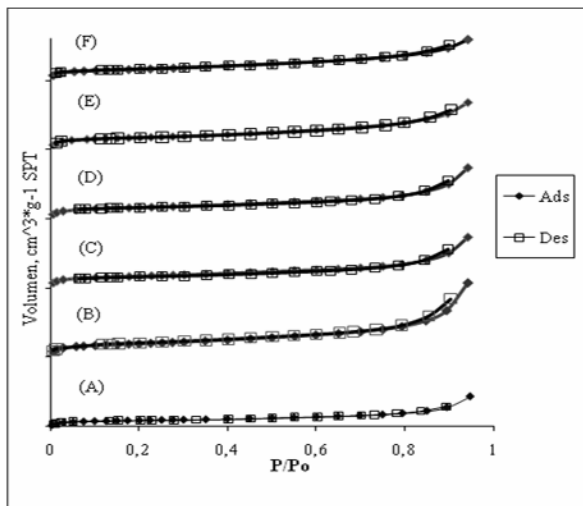 (F)
(E)
(D)
(C)
(B)
(A)
Volumen, cm^3*g-1 SPT
Ads
Des
0 0,2 0,4 0,6 0,8 1
P/Po